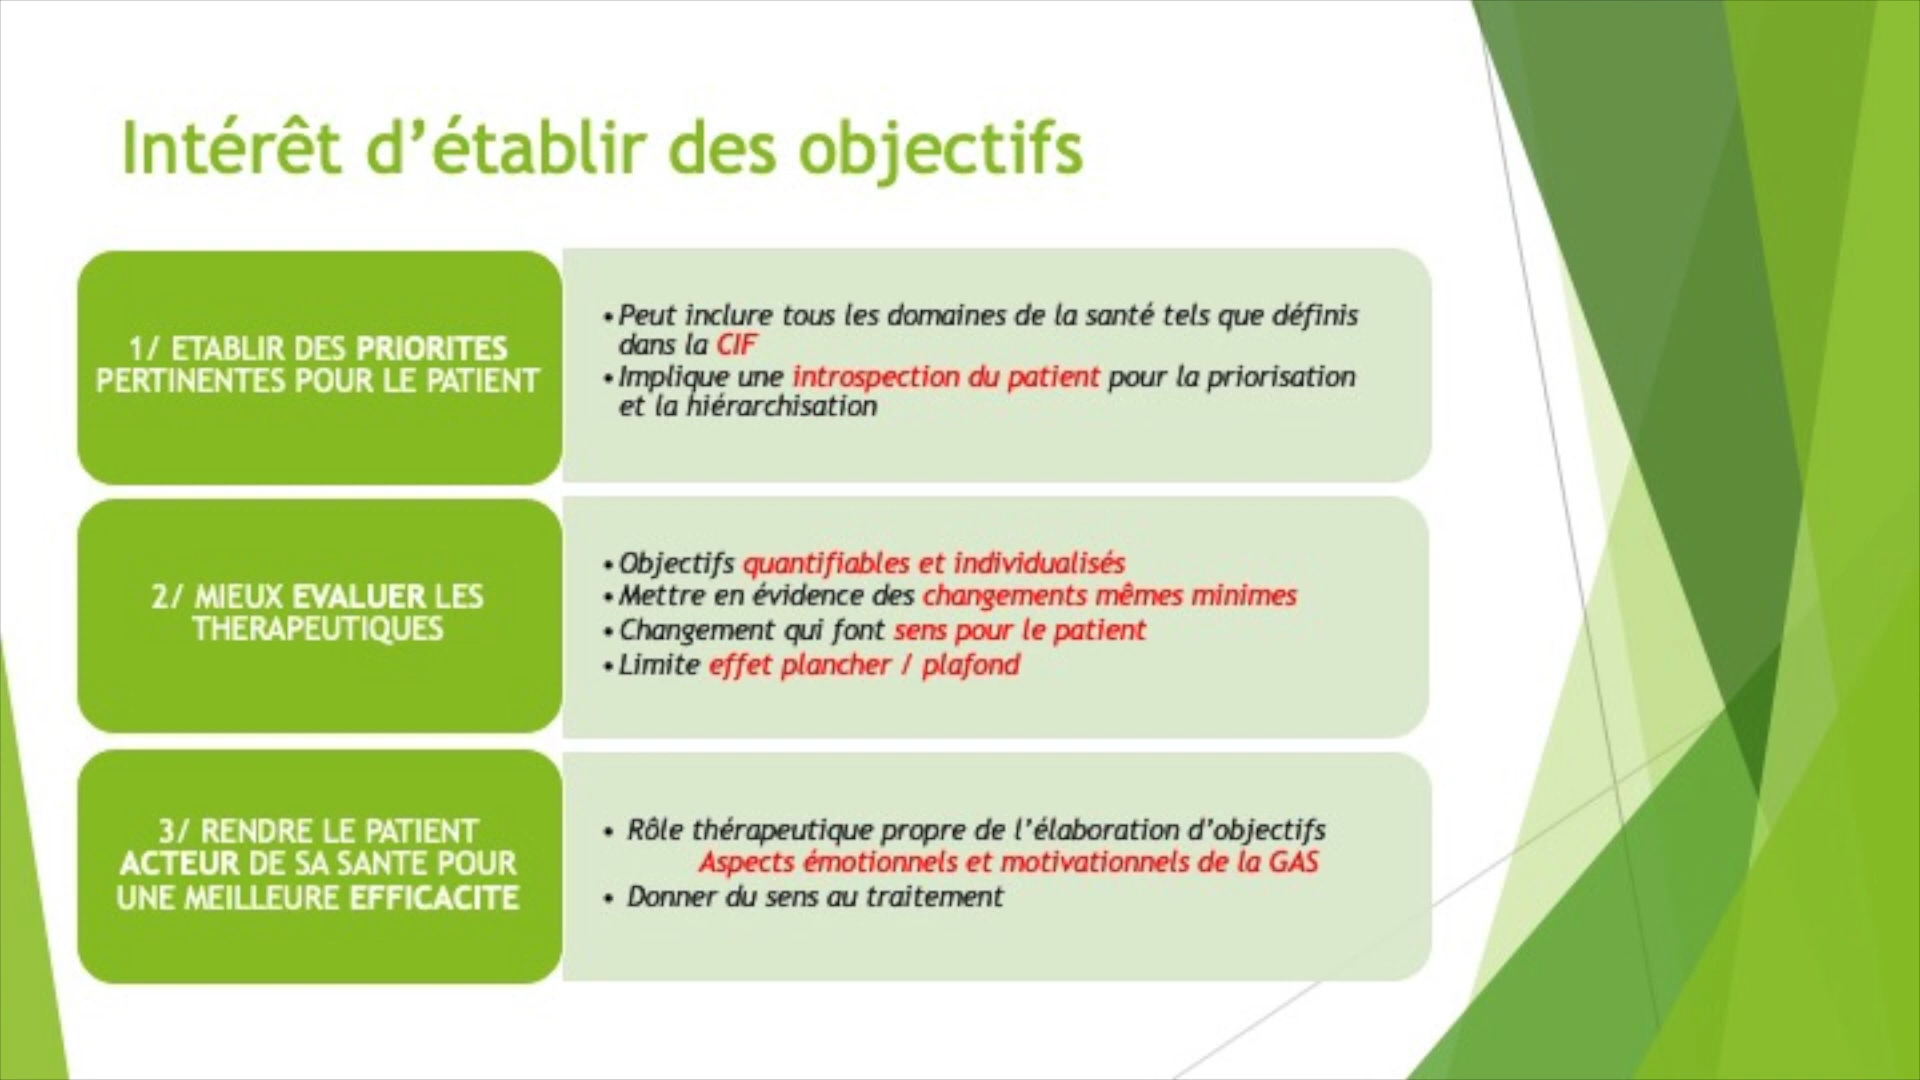 Intérêt d’établir des objectifs
1/ ETABLIR DES PRIORITES
PERTINENTES POUR LE PATIENT
•Peut inclure tous les domaines de la santé tels que définis
dans la CIF
•Implique une introspection du patient pour la priorisation
et la hiérarchisation
2/ MIEUX EVALUER LES
THERAPEUTIQUES
•Objectifs quantifiables et individualisés
•Mettre en évidence des changements mêmes minimes
•Changement qui font sens pour le patient
•Limite effet plancher / plafond
3/ RENDRE LE PATIENT
ACTEUR DE SA SANTE POUR
UNE MEILLEURE EFFICACITE
• Rôle thérapeutique propre de l’élaboration d’objectifs
Aspects émotionnels et motivationnels de la GAS
• Donner du sens au traitement